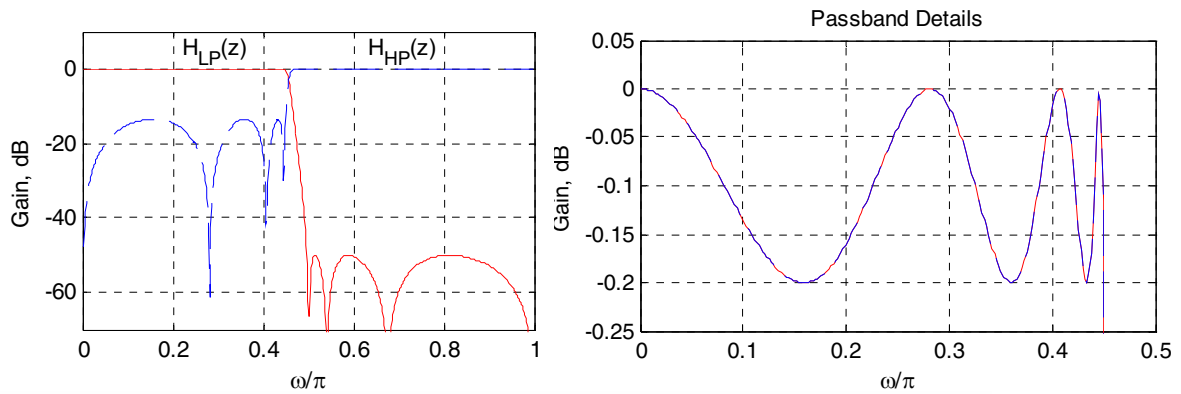 H_LP(z) H_HP(z)
0
-20
-40
-60
Gain, dB
0 0.2 0.4 0.6 0.8 1
ω/π
Passband Details
0.05
0
-0.05
-0.1
-0.15
-0.2
-0.25
Gain, dB
0 0.1 0.2 0.3 0.4 0.5
ω/π